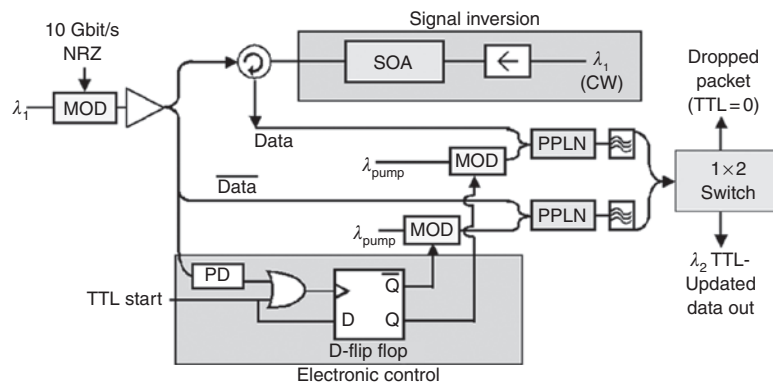 Signal inversion
10 Gbit/s
NRZ
λ1
MOD
SOA
λ1
(CW)
Dropped
packet
(TTL = 0)
Data
λpump
MOD
PPLN
1×2
Switch
D̅a̅t̅a̅
λpump
MOD
PPLN
λ2 TTL-
Updated
data out
PD
TTL start
D
Q̅
Q
D-flip flop
Electronic control